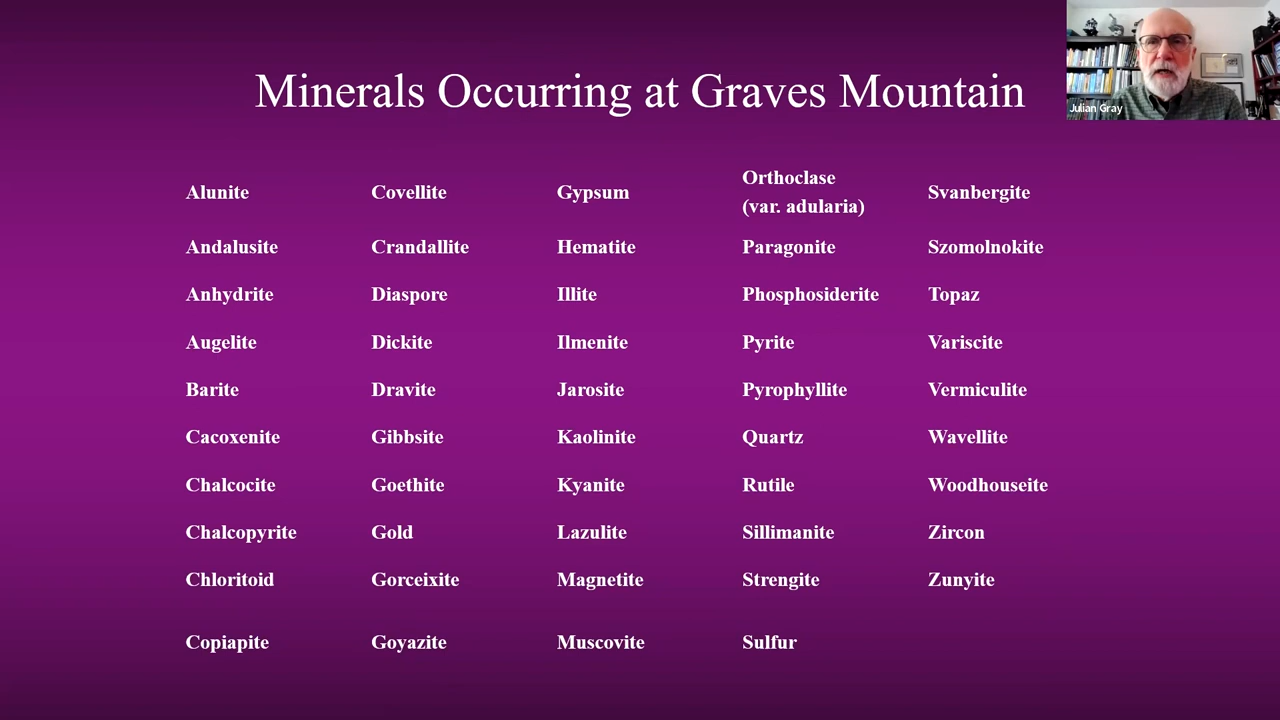 Minerals Occurring at Graves Mountain
Julian Gray
Alunite Covellite Gypsum Orthoclase (var. adularia) Svanbergite
Andalusite Crandallite Hematite Paragonite Szomolnokite
Anhydrite Diaspore Illite Phosphosiderite Topaz
Augelite Dickite Ilmenite Pyrite Variscite
Barite Dravite Jarosite Pyrophyllite Vermiculite
Cacoxenite Gibbsite Kaolinite Quartz Wavellite
Chalcocite Goethite Kyanite Rutile Woodhouseite
Chalcopyrite Gold Lazulite Sillimanite Zircon
Chloritoid Gorceixite Magnetite Strengite Zunyite
Copiapite Goyazite Muscovite Sulfur